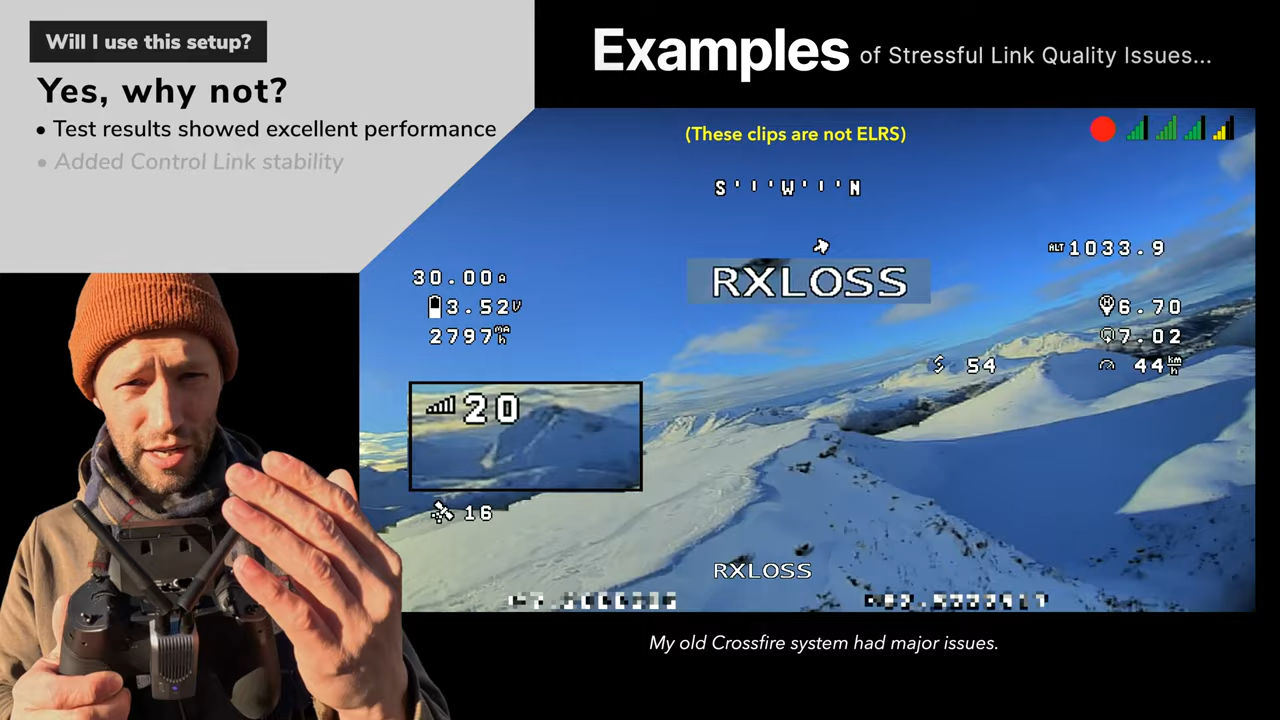 Will I use this setup?
Yes, why not?
• Test results showed excellent performance
• Added Control Link stability
Examples of Stressful Link Quality Issues...
(These clips are not ELRS)
S ' ' ' W ' ' ' N
ALT 1033.9
RXLOSS
30.00A
3.52V
2797mAh
6.70
7.02
54
44 km/h
20
16
RXLOSS
My old Crossfire system had major issues.